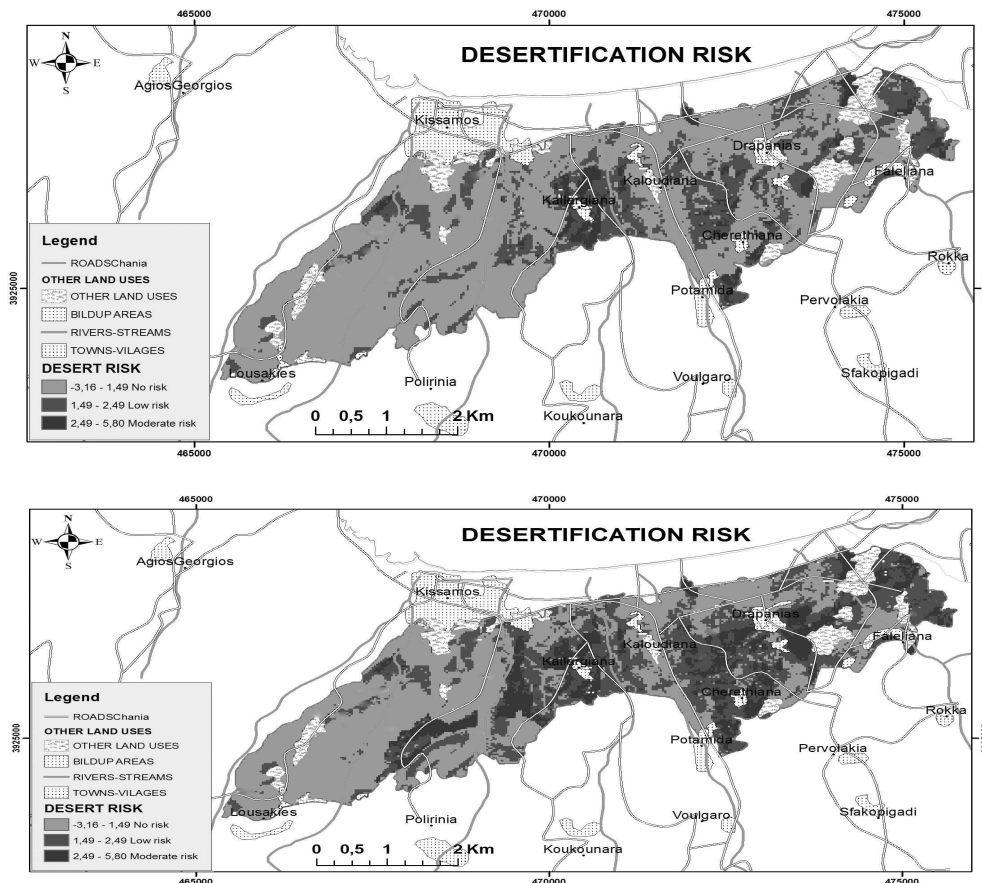 465000 470000 475000
DESERTIFICATION RISK
N
W E
S
AgiosGeorgios
Kissamos
Drapanias
Kaloudiana
Faleliana
Kallergiana
Cherethiana
Rokka
Potamida
Pervolakia
Lousakies
Polirinia
Voulgaro
Sfakopigadi
Koukounara
3925000
Legend
ROADSChania
OTHER LAND USES
OTHER LAND USES
BILDUP AREAS
RIVERS-STREAMS
TOWNS-VILAGES
DESERT RISK
-3,16 - 1,49 No risk
1,49 - 2,49 Low risk
2,49 - 5,80 Moderate risk
0 0,5 1 2 Km
465000 470000 475000
465000 470000 475000
DESERTIFICATION RISK
N
W E
S
AgiosGeorgios
Kissamos
Drapanias
Kaloudiana
Faleliana
Kallergiana
Cherethiana
Rokka
Potamida
Pervolakia
Lousakies
Polirinia
Voulgaro
Sfakopigadi
Koukounara
3925000
Legend
ROADSChania
OTHER LAND USES
OTHER LAND USES
BILDUP AREAS
RIVERS-STREAMS
TOWNS-VILAGES
DESERT RISK
-3,16 - 1,49 No risk
1,49 - 2,49 Low risk
2,49 - 5,80 Moderate risk
0 0,5 1 2 Km
465000 470000 475000